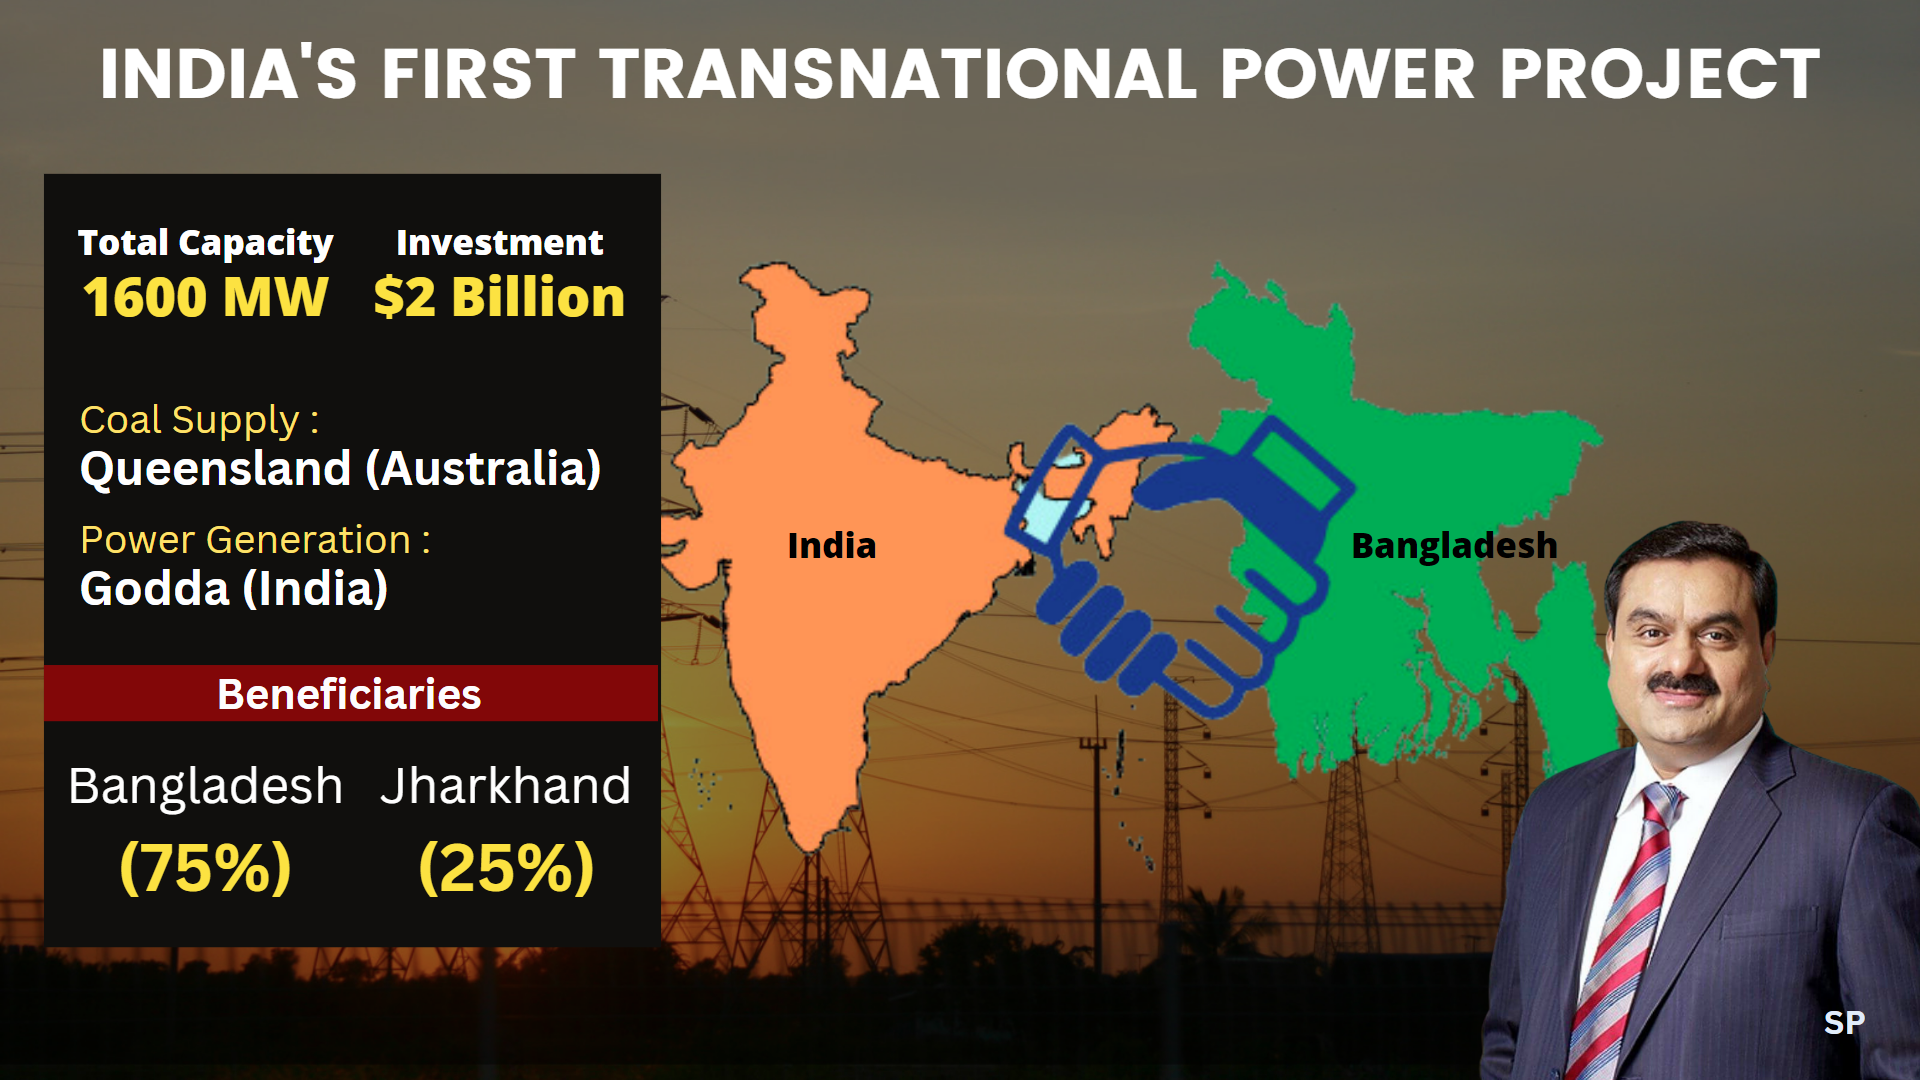 INDIA'S FIRST TRANSNATIONAL POWER PROJECT
Total Capacity
1600 MW
Investment
$2 Billion
Coal Supply :
Queensland (Australia)
Power Generation :
Godda (India)
Beneficiaries
Bangladesh
(75%)
Jharkhand
(25%)
India
Bangladesh
SP